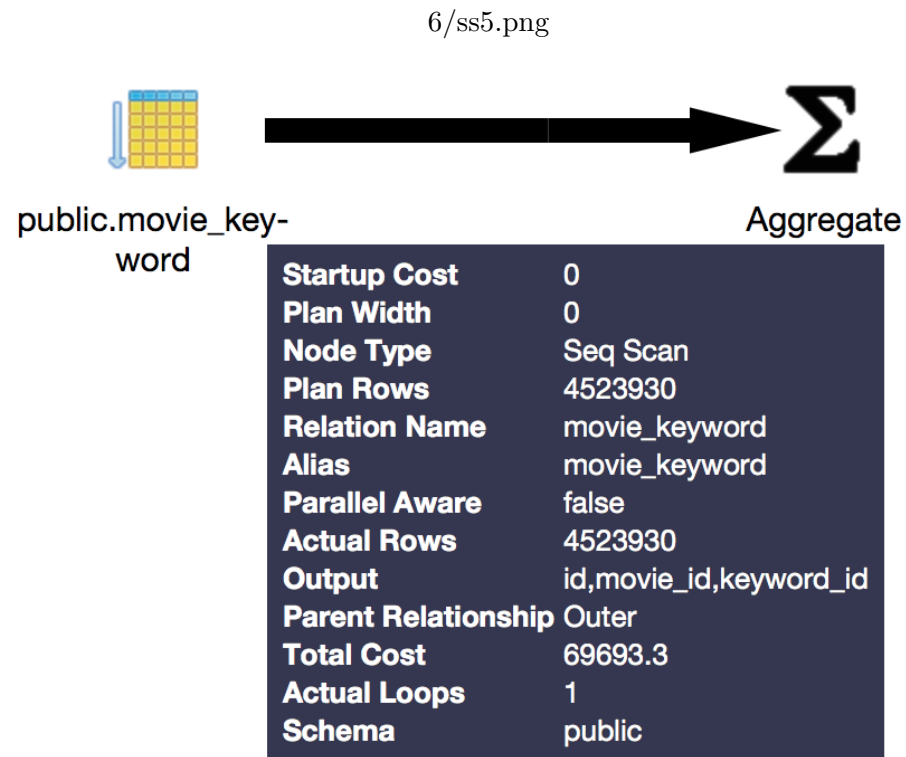 6/ss5.png
public.movie_key-
word
Aggregate
Startup Cost 0
Plan Width 0
Node Type Seq Scan
Plan Rows 4523930
Relation Name movie_keyword
Alias movie_keyword
Parallel Aware false
Actual Rows 4523930
Output id,movie_id,keyword_id
Parent Relationship Outer
Total Cost 69693.3
Actual Loops 1
Schema public